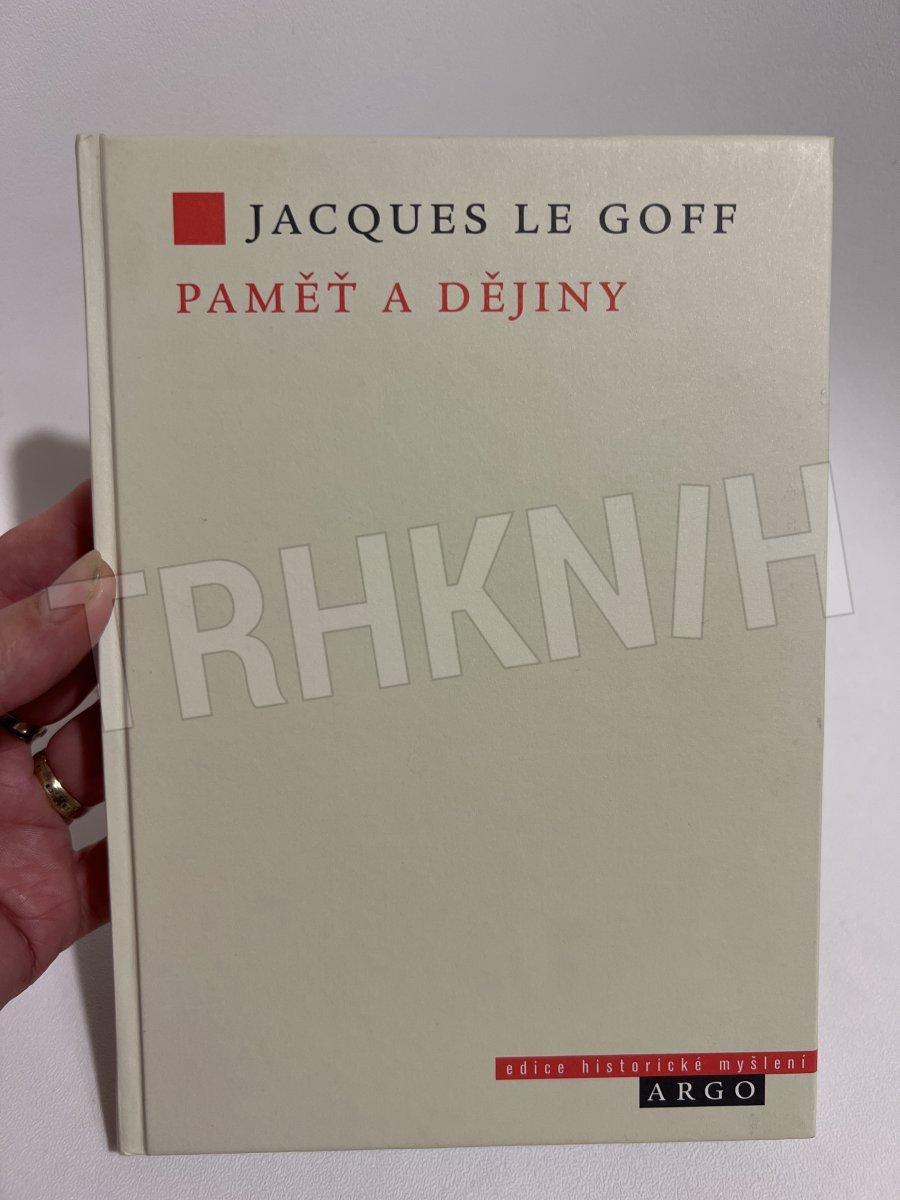 JACQUES LE GOFF
PAMĚŤ A DĚJINY
TRHKNIH
edice historické myšlení
ARGO